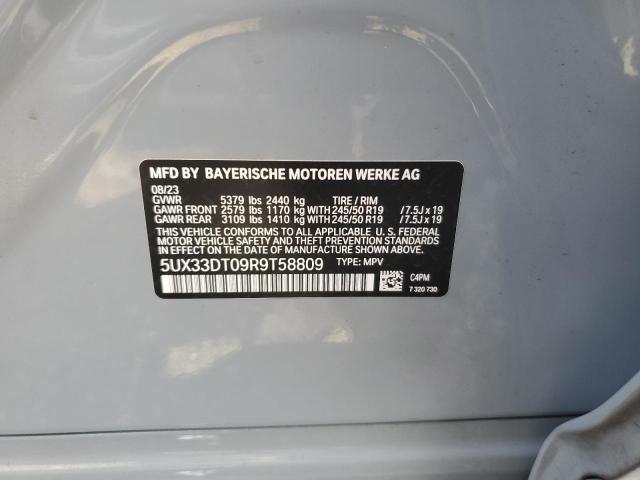 MFD BY BAYERISCHE MOTOREN WERKE AG
08/23
GVWR 5379 lbs 2440 kg TIRE / RIM
GAWR FRONT 2579 lbs 1170 kg WITH 245/50 R19 /7.5J x 19
GAWR REAR 3109 lbs 1410 kg WITH 245/50 R19 /7.5J x 19
THIS VEHICLE CONFORMS TO ALL APPLICABLE U. S. FEDERAL
MOTOR VEHICLE SAFETY AND THEFT PREVENTION STANDARDS
IN EFFECT ON THE DATE OF MANUFACTURE SHOWN ABOVE.
5UX33DT09R9T58809 TYPE: MPV
C4PM
7 320 730